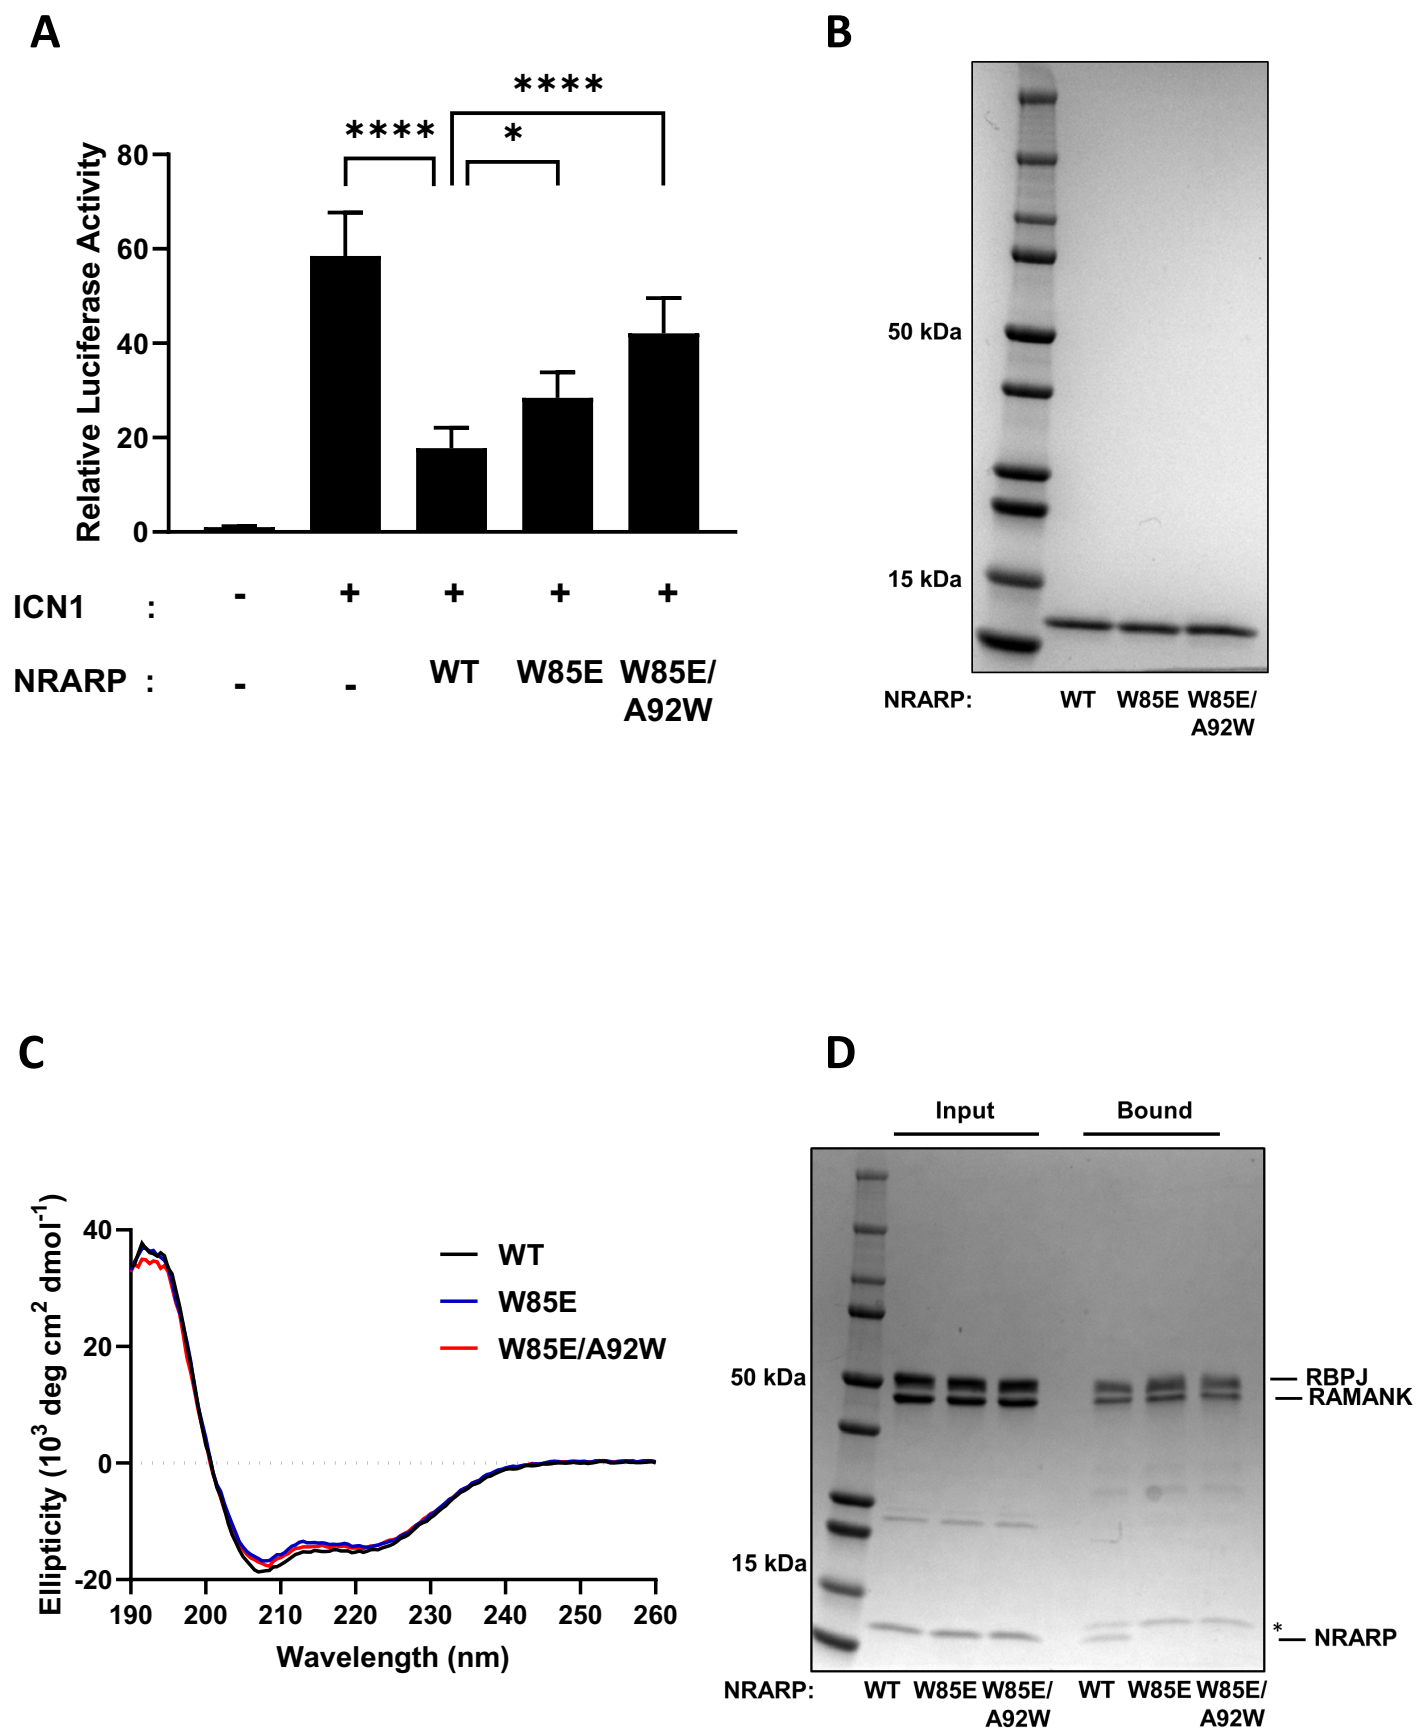 A
****
****
*
80
60
40
20
0
Relative Luciferase Activity
ICN1 : - + + + +
NRARP : - - WT W85E W85E/
A92W
B
50 kDa
15 kDa
NRARP: WT W85E W85E/
A92W
C
40
20
0
-20
Ellipticity (10³ deg cm² dmol⁻¹)
WT
W85E
W85E/A92W
190 200 210 220 230 240 250 260
Wavelength (nm)
D
Input Bound
50 kDa
RBPJ
RAMANK
15 kDa
*
NRARP
NRARP: WT W85E W85E/ WT W85E W85E/
A92W A92W